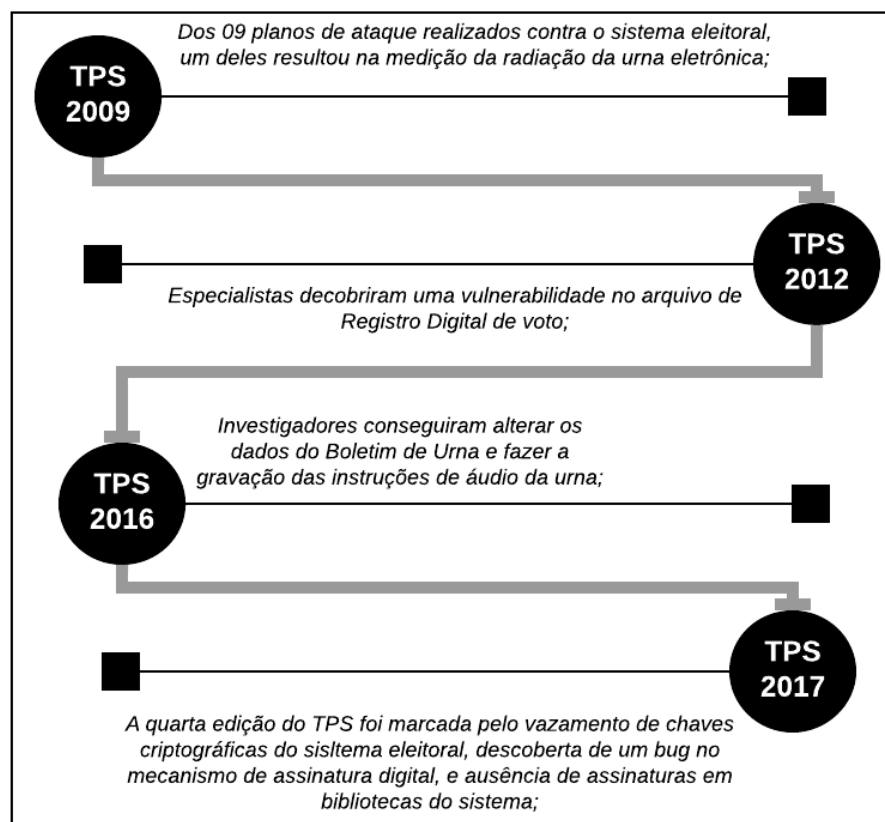 Dos 09 planos de ataque realizados contra o sistema eleitoral,
um deles resultou na medição da radiação da urna eletrônica;
TPS
2009
TPS
2012
Especialistas decobriram uma vulnerabilidade no arquivo de
Registro Digital de voto;
Investigadores conseguiram alterar os
dados do Boletim de Urna e fazer a
gravação das instruções de áudio da urna;
TPS
2016
TPS
2017
A quarta edição do TPS foi marcada pelo vazamento de chaves
criptográficas do sisltema eleitoral, descoberta de um bug no
mecanismo de assinatura digital, e ausência de assinaturas em
bibliotecas do sistema;